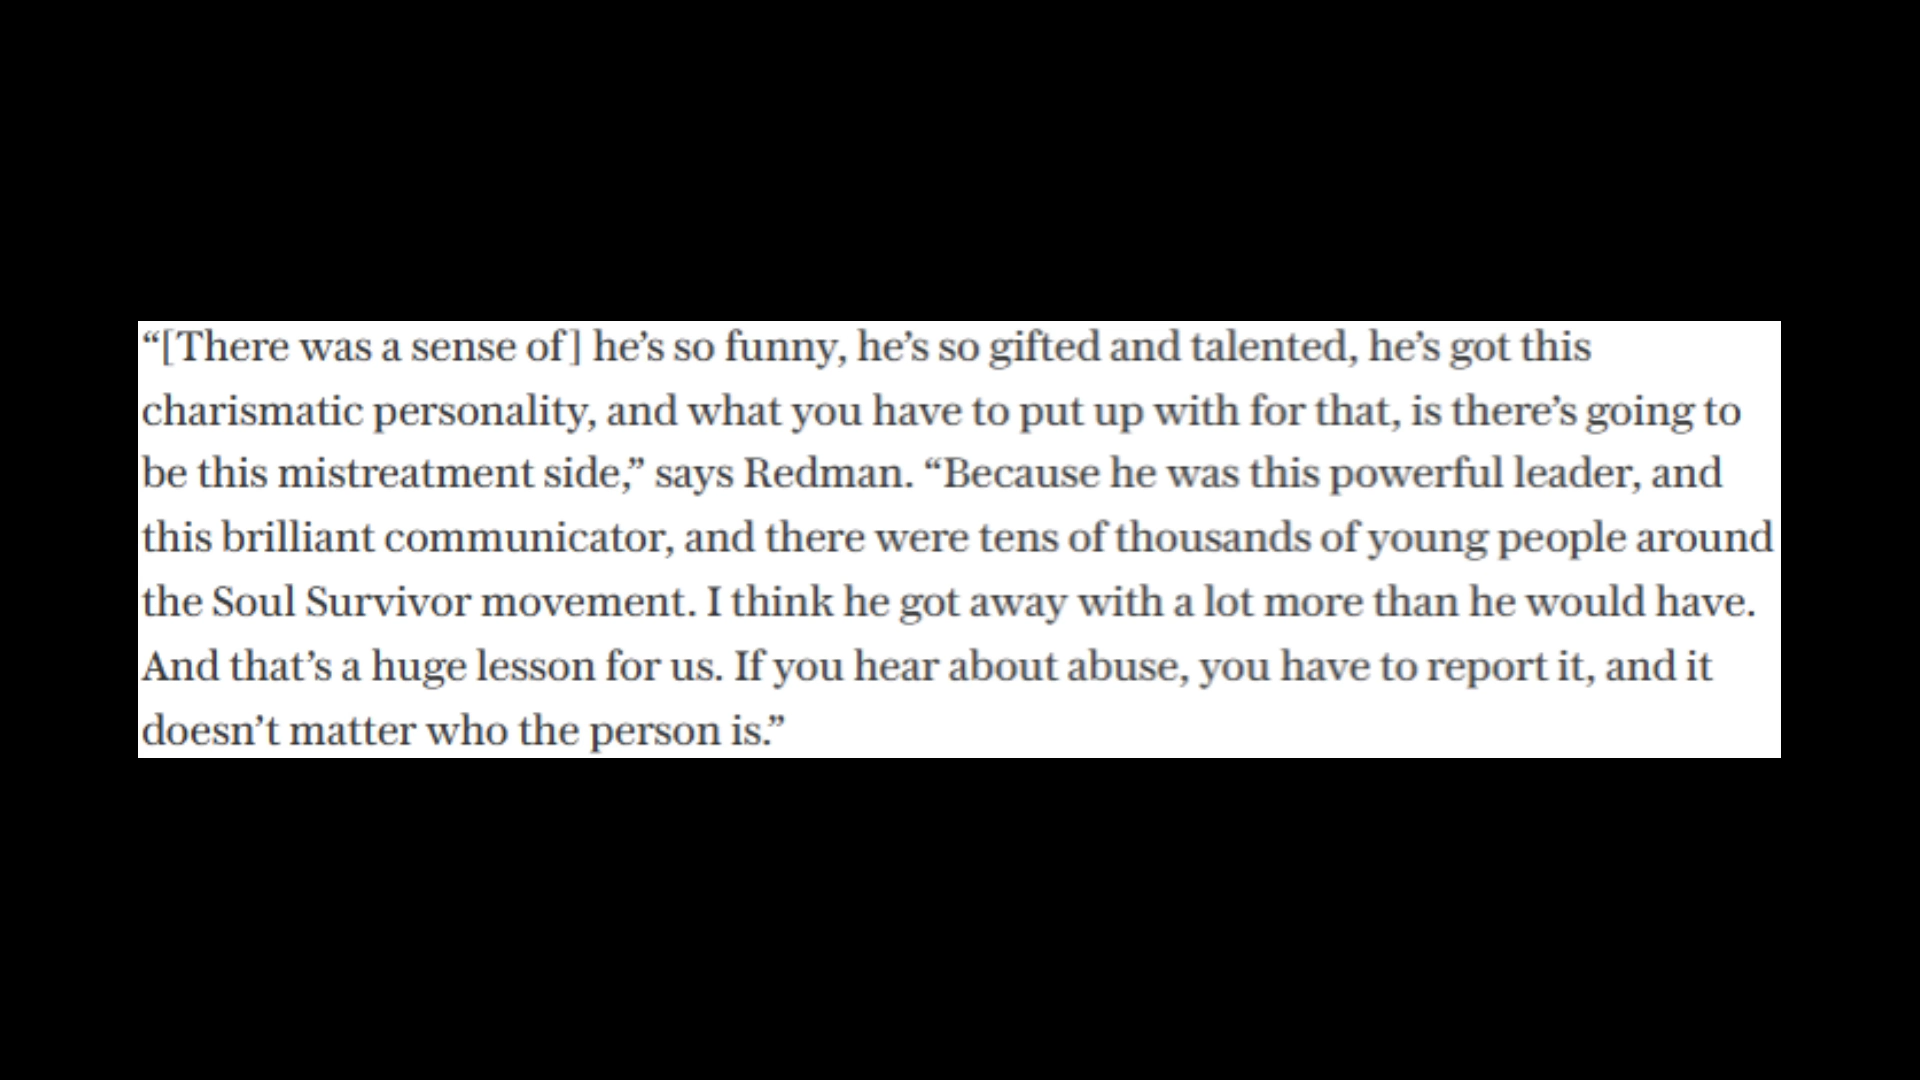 “[There was a sense of] he’s so funny, he’s so gifted and talented, he’s got this
charismatic personality, and what you have to put up with for that, is there’s going to
be this mistreatment side,” says Redman. “Because he was this powerful leader, and
this brilliant communicator, and there were tens of thousands of young people around
the Soul Survivor movement. I think he got away with a lot more than he would have.
And that’s a huge lesson for us. If you hear about abuse, you have to report it, and it
doesn’t matter who the person is.”